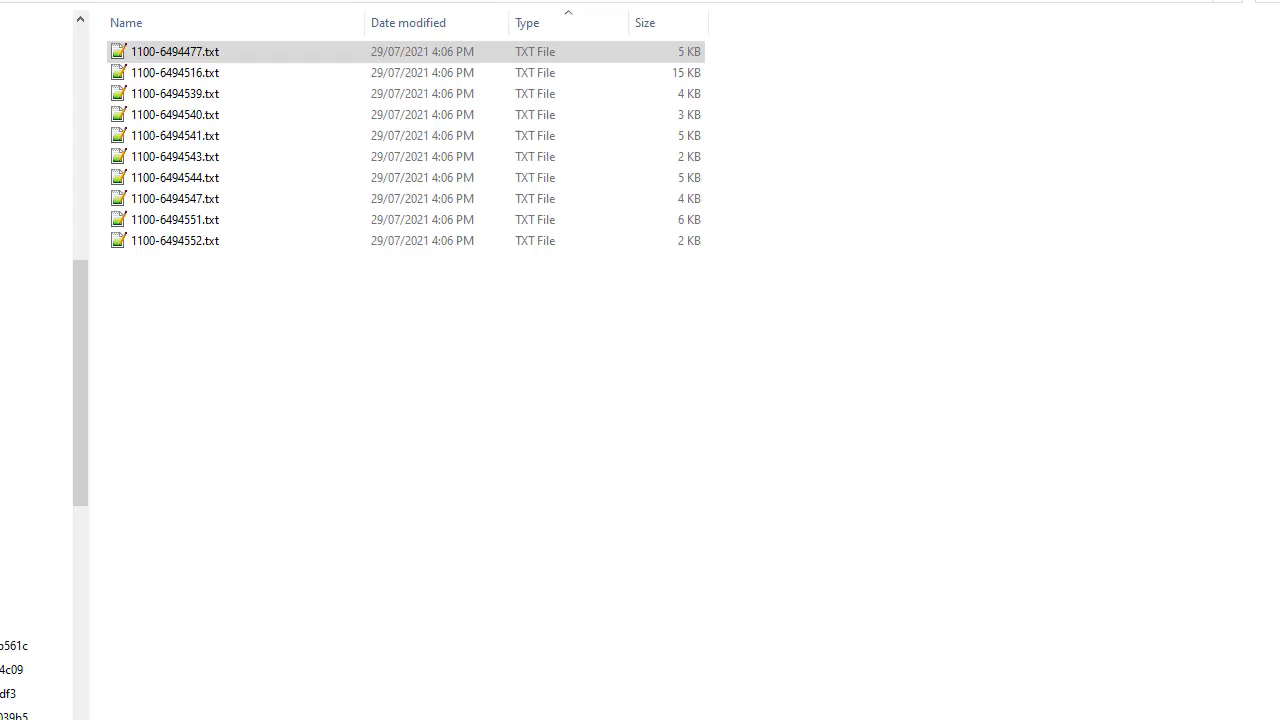 Name Date modified Type Size
1100-6494477.txt 29/07/2021 4:06 PM TXT File 5 KB
1100-6494516.txt 29/07/2021 4:06 PM TXT File 15 KB
1100-6494539.txt 29/07/2021 4:06 PM TXT File 4 KB
1100-6494540.txt 29/07/2021 4:06 PM TXT File 3 KB
1100-6494541.txt 29/07/2021 4:06 PM TXT File 5 KB
1100-6494543.txt 29/07/2021 4:06 PM TXT File 2 KB
1100-6494544.txt 29/07/2021 4:06 PM TXT File 5 KB
1100-6494547.txt 29/07/2021 4:06 PM TXT File 4 KB
1100-6494551.txt 29/07/2021 4:06 PM TXT File 6 KB
1100-6494552.txt 29/07/2021 4:06 PM TXT File 2 KB
b561c
4c09
df3
039b5